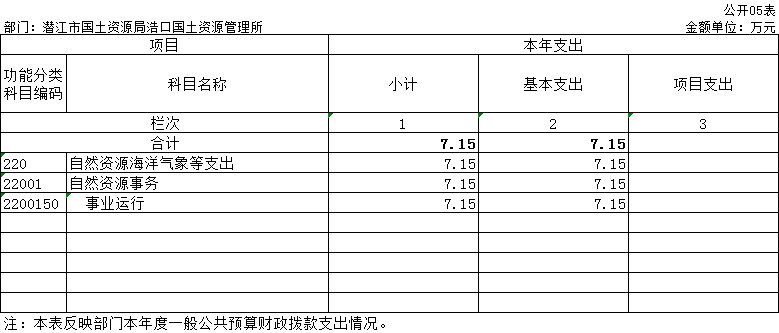 公开05表
部门：潜江市国土资源局浩口国土资源管理所 金额单位：万元
项目 本年支出
功能分类科目编码 科目名称 小计 基本支出 项目支出
栏次 1 2 3
合计 7.15 7.15
220 自然资源海洋气象等支出 7.15 7.15
22001 自然资源事务 7.15 7.15
2200150 事业运行 7.15 7.15
注：本表反映部门本年度一般公共预算财政拨款支出情况。